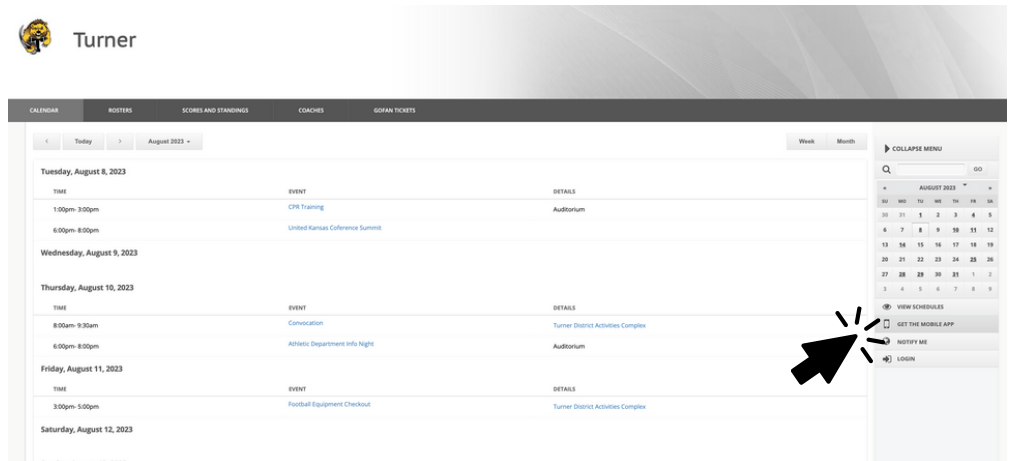 Turner
CALENDAR ROSTERS SCORES AND STANDINGS COACHES GOFAN TICKETS
< Today > August 2023 Week Month
Tuesday, August 8, 2023
TIME EVENT DETAILS
1:00pm- 3:00pm CPR Training Auditorium
6:00pm- 8:00pm United Kansas Coference Summit
Wednesday, August 9, 2023
Thursday, August 10, 2023
TIME EVENT DETAILS
8:00am- 9:30am Convocation Turner District Activities Complex
6:00pm- 8:00pm Athletic Department Info Night Auditorium
Friday, August 11, 2023
TIME EVENT DETAILS
3:00pm- 5:00pm Football Equipment Checkout Turner District Activities Complex
Saturday, August 12, 2023
COLLAPSE MENU
GO
« AUGUST 2023 »
SU MO TU WE TH FR SA
30 31 1 2 3 4 5
6 7 8 9 10 11 12
13 14 15 16 17 18 19
20 21 22 23 24 25 26
27 28 29 30 31 1 2
3 4 5 6 7 8 9
VIEW SCHEDULES
GET THE MOBILE APP
NOTIFY ME
LOGIN